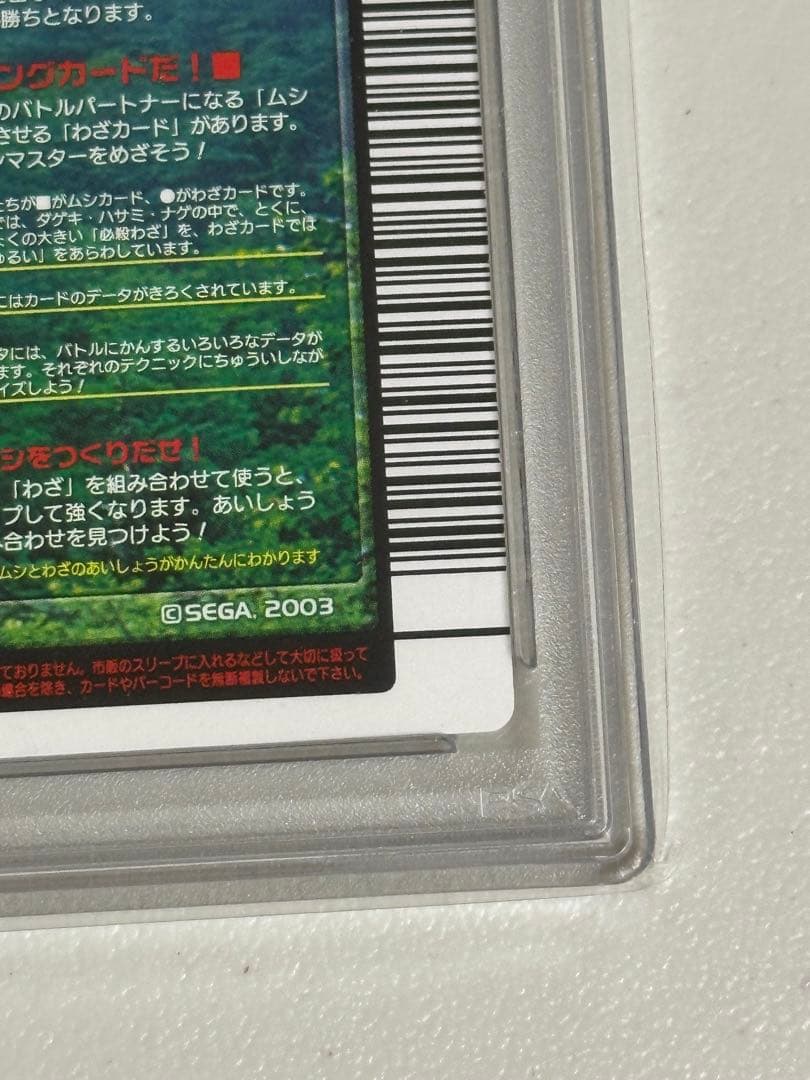 勝ちとなります。
ングカードだ！■
のバトルパートナーになる「ムシ
させる「わざカード」があります。
ンマスターをめざそう！
たちが■がムシカード、●がわざカードです。
では、ダゲキ・ハサミ・ナゲの中で、とくに、
よくの大きい「必殺わざ」を、わざカードでは
ゅるい」をあらわしています。
にはカードのデータがきろくされています。
タには、バトルにかんするいろいろなデータが
ます。それぞれのテクニックにちゅういしなが
イズしよう！
シをつくりだせ！
「わざ」を組み合わせて使うと、
プして強くなります。あいしょう
合わせを見つけよう！
ムシとわざのあいしょうがかんたんにわかります
©SEGA, 2003
ておりません。市販のスリーブに入れるなどして大切に扱って
場合を除き、カードやバーコードを無断複製しないで下さい。
PSA